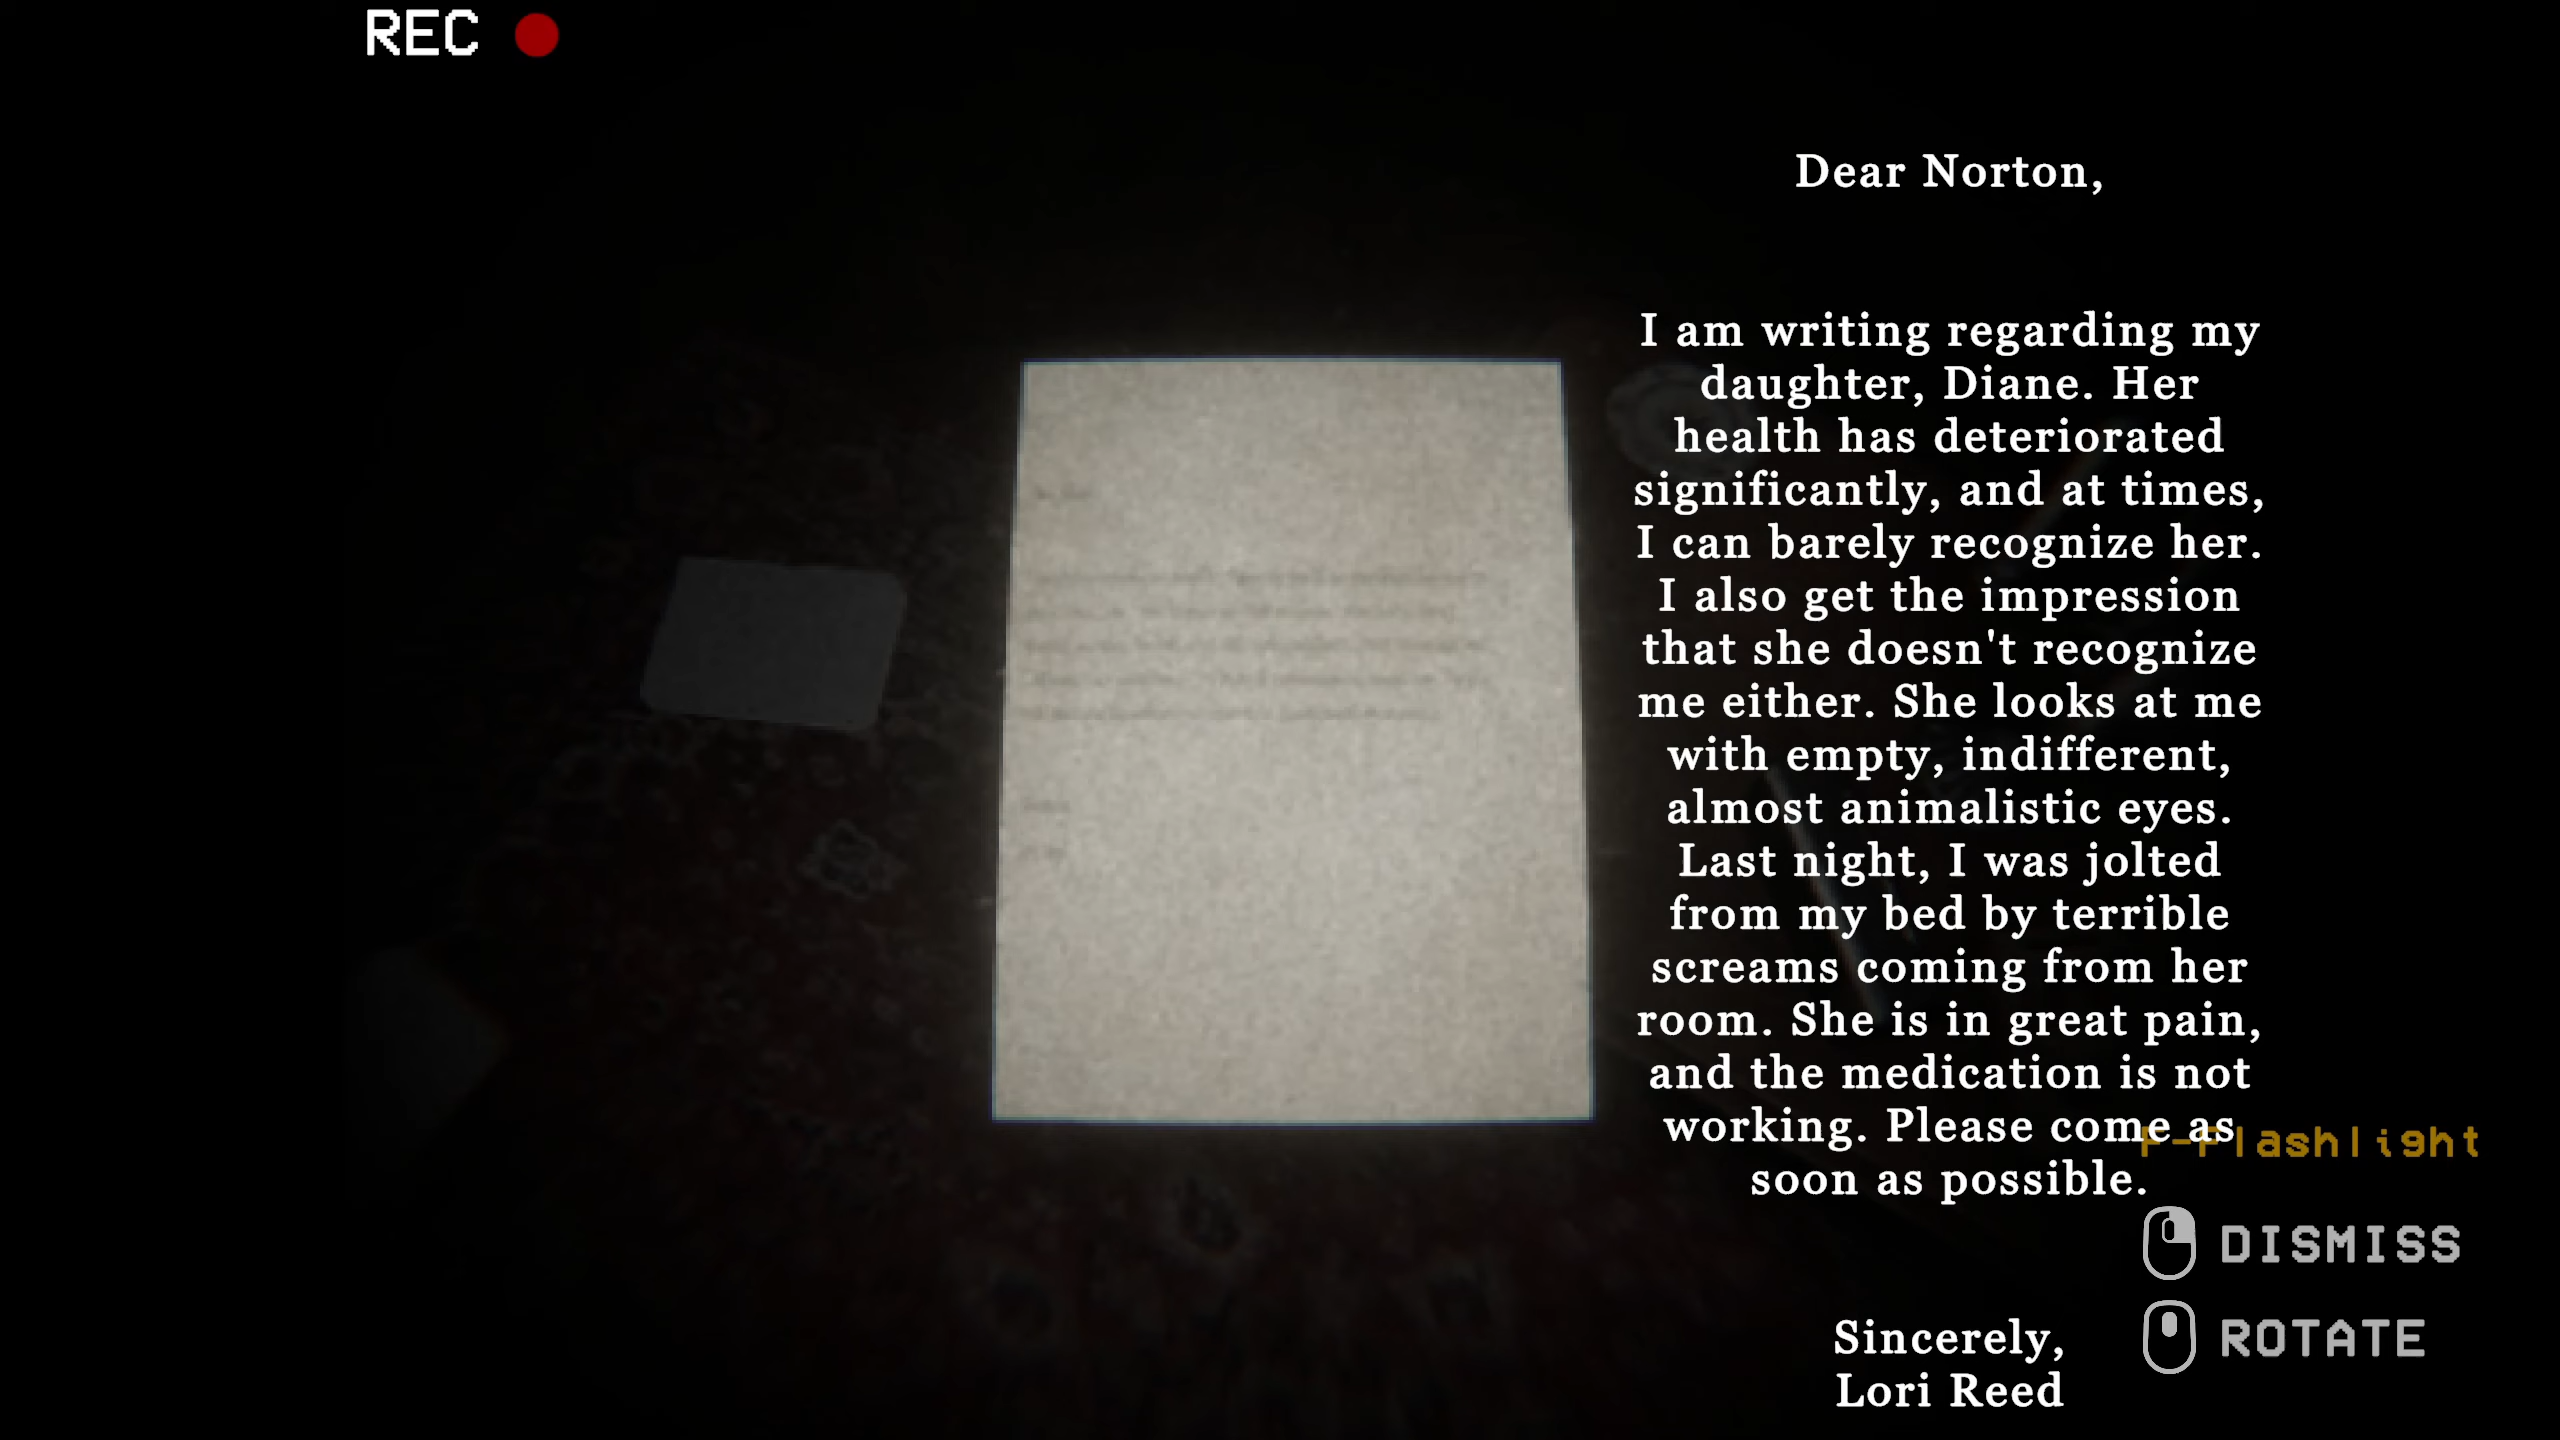 REC
Dear Norton,
I am writing regarding my
daughter, Diane. Her
health has deteriorated
significantly, and at times,
I can barely recognize her.
I also get the impression
that she doesn't recognize
me either. She looks at me
with empty, indifferent,
almost animalistic eyes.
Last night, I was jolted
from my bed by terrible
screams coming from her
room. She is in great pain,
and the medication is not
working. Please come as
soon as possible.
Sincerely,
Lori Reed
F-Flashlight
DISMISS
ROTATE